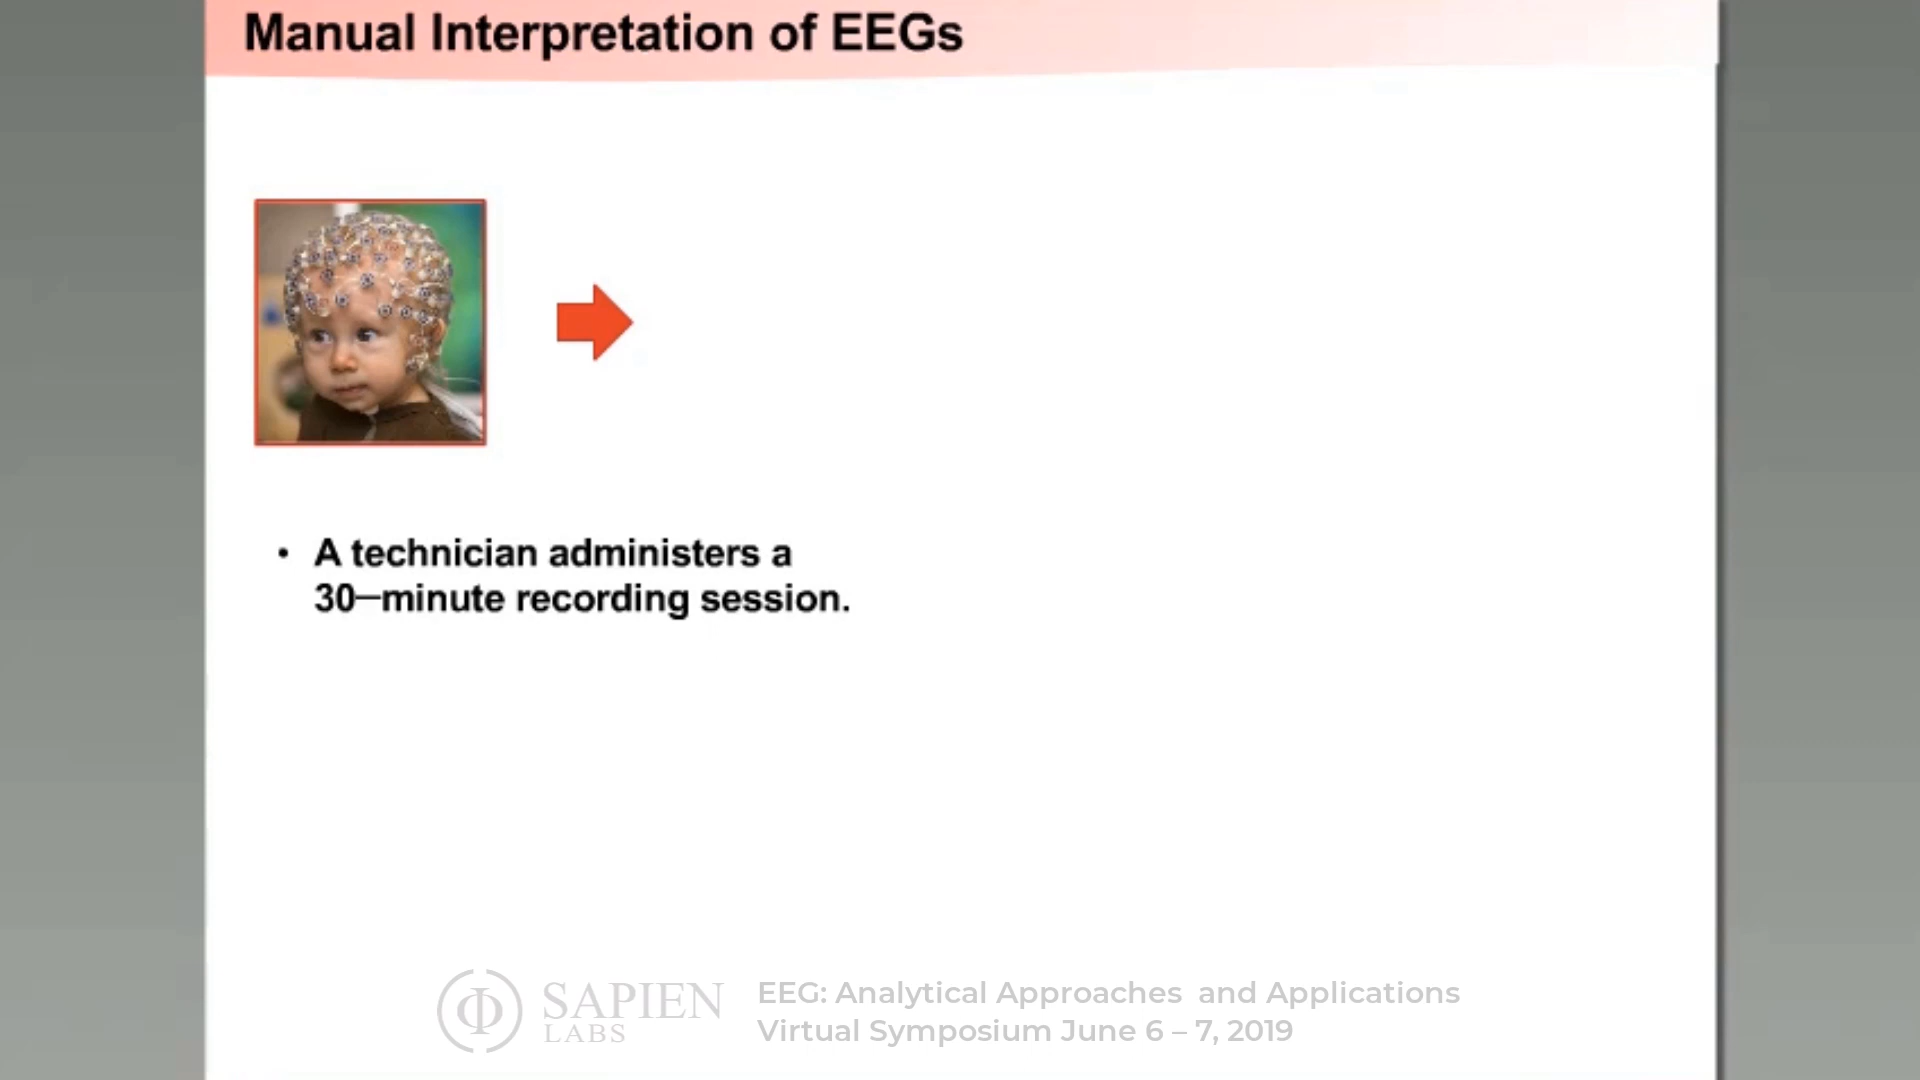 Manual Interpretation of EEGs
• A technician administers a
30–minute recording session.
SAPIEN
LABS
EEG: Analytical Approaches and Applications
Virtual Symposium June 6 – 7, 2019